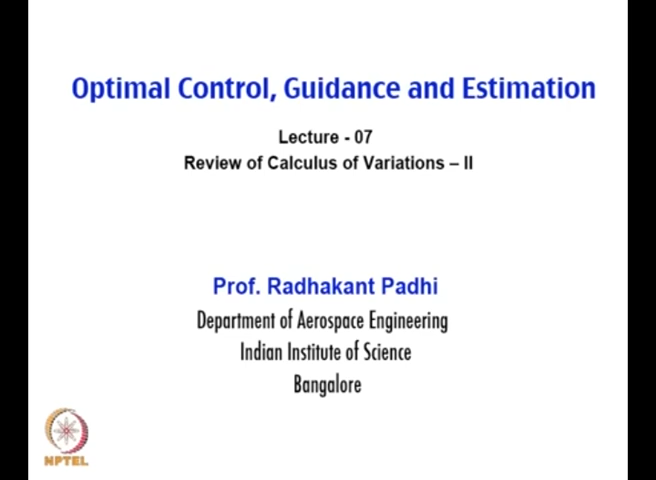 Optimal Control, Guidance and Estimation
Lecture - 07
Review of Calculus of Variations – II
Prof. Radhakant Padhi
Department of Aerospace Engineering
Indian Institute of Science
Bangalore
NPTEL